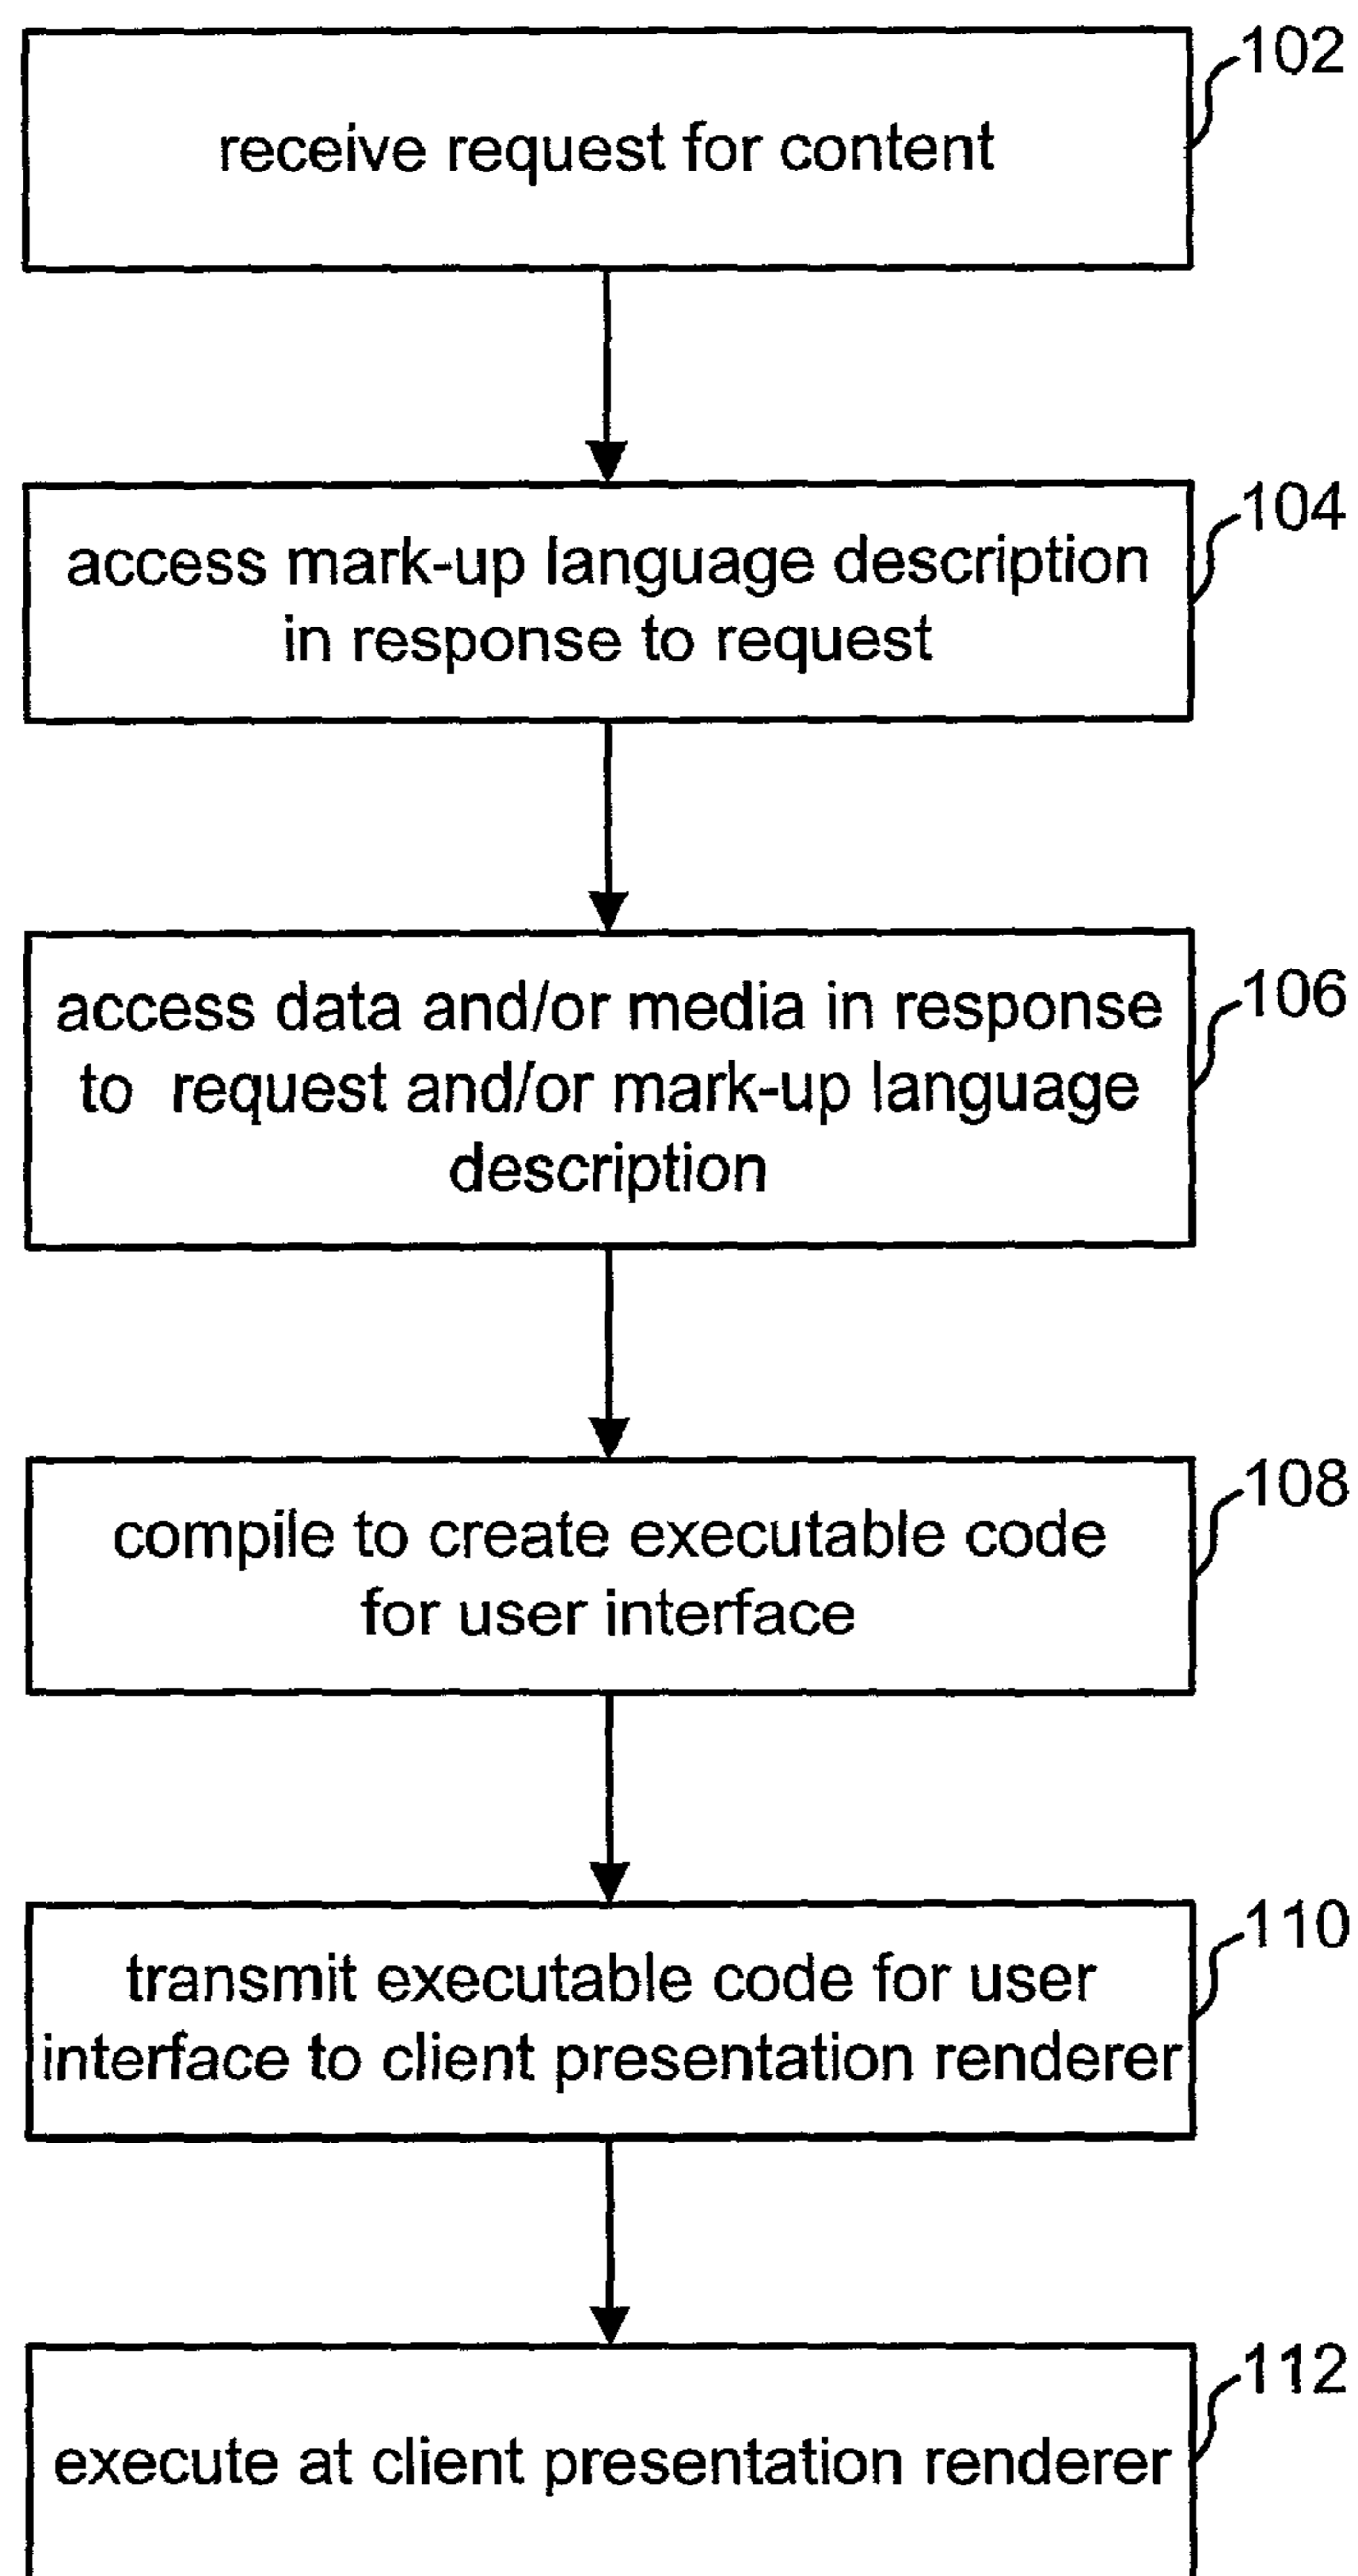 102
receive request for content
104
access mark-up language description
in response to request
106
access data and/or media in response
to request and/or mark-up language
description
108
compile to create executable code
for user interface
110
transmit executable code for user
interface to client presentation renderer
112
execute at client presentation renderer